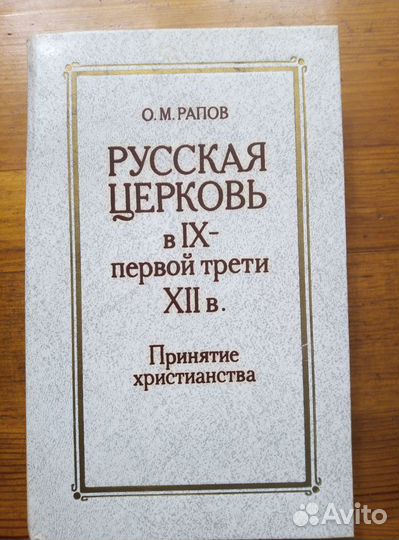 О. М. РАПОВ
РУССКАЯ
ЦЕРКОВЬ
в IX–
первой трети
XII в.
Принятие
христианства
Avito